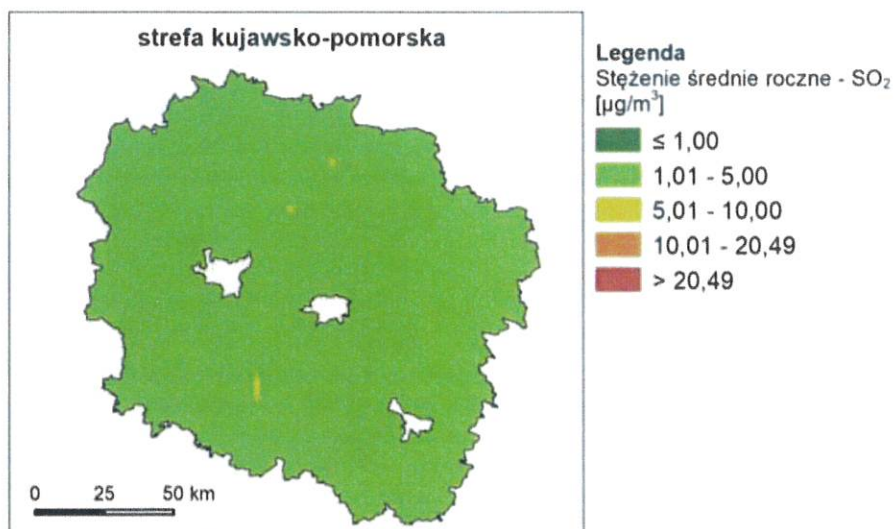 strefa kujawsko-pomorska
Legenda
Stężenie średnie roczne - SO₂
[µg/m³]
≤ 1,00
1,01 - 5,00
5,01 - 10,00
10,01 - 20,49
> 20,49
0 25 50 km